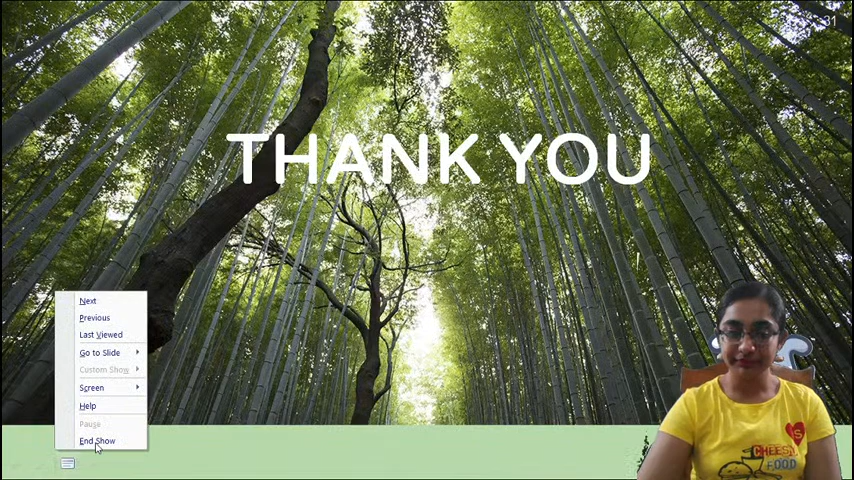 31
THANK YOU
Next
Previous
Last Viewed
Go to Slide
Custom Show
Screen
Help
Pause
End Show
S
CHEESY
FOOD